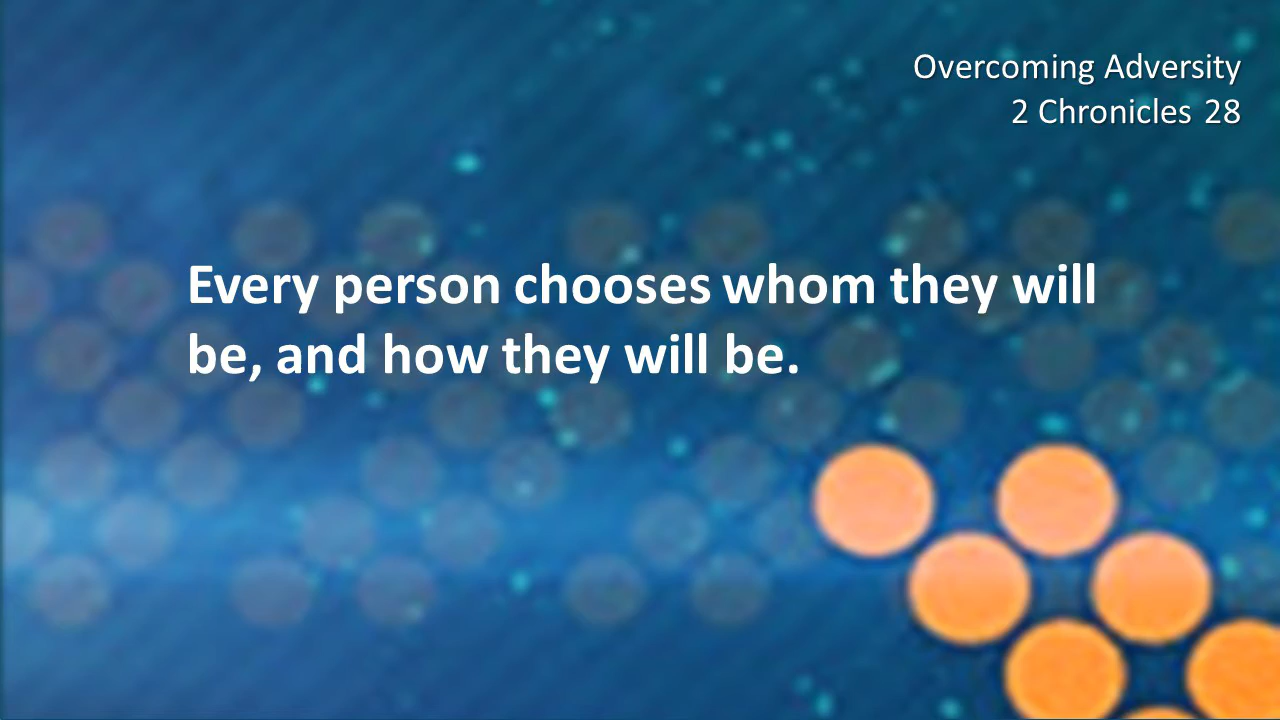 Overcoming Adversity
2 Chronicles 28
Every person chooses whom they will
be, and how they will be.